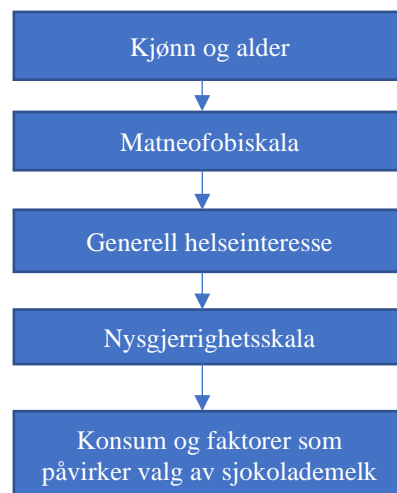 Kjønn og alder
Matneofobiskala
Generell helseinteresse
Nysgjerrighetsskala
Konsum og faktorer som
påvirker valg av sjokolademelk